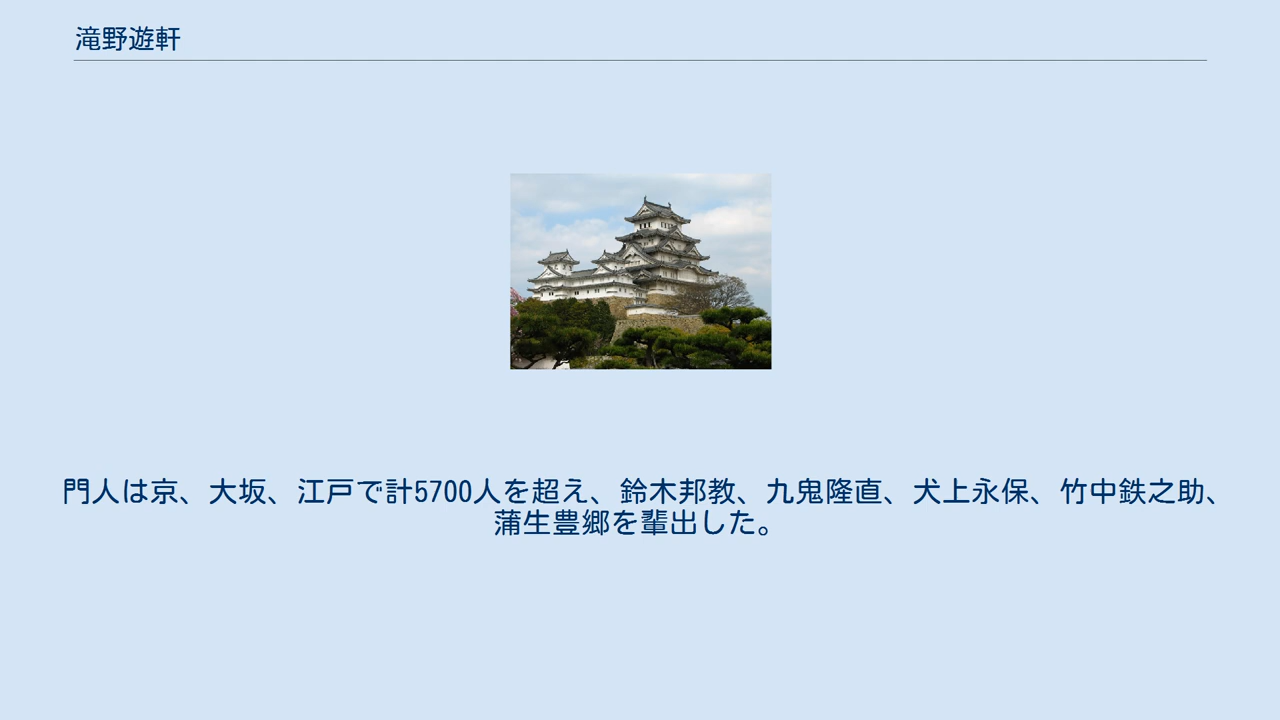 滝野遊軒
門人は京、大坂、江戸で計5700人を超え、鈴木邦教、九鬼隆直、犬上永保、竹中鉄之助、
蒲生豊郷を輩出した。